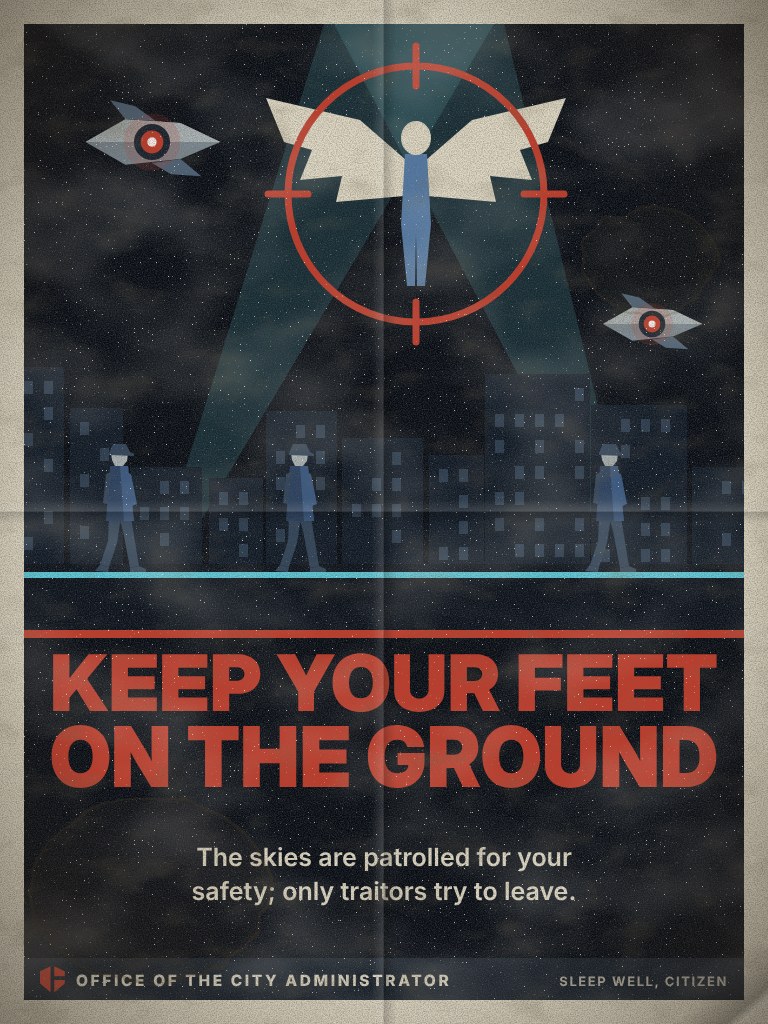 KEEP YOUR FEET
ON THE GROUND
The skies are patrolled for your
safety; only traitors try to leave.
OFFICE OF THE CITY ADMINISTRATOR
SLEEP WELL, CITIZEN